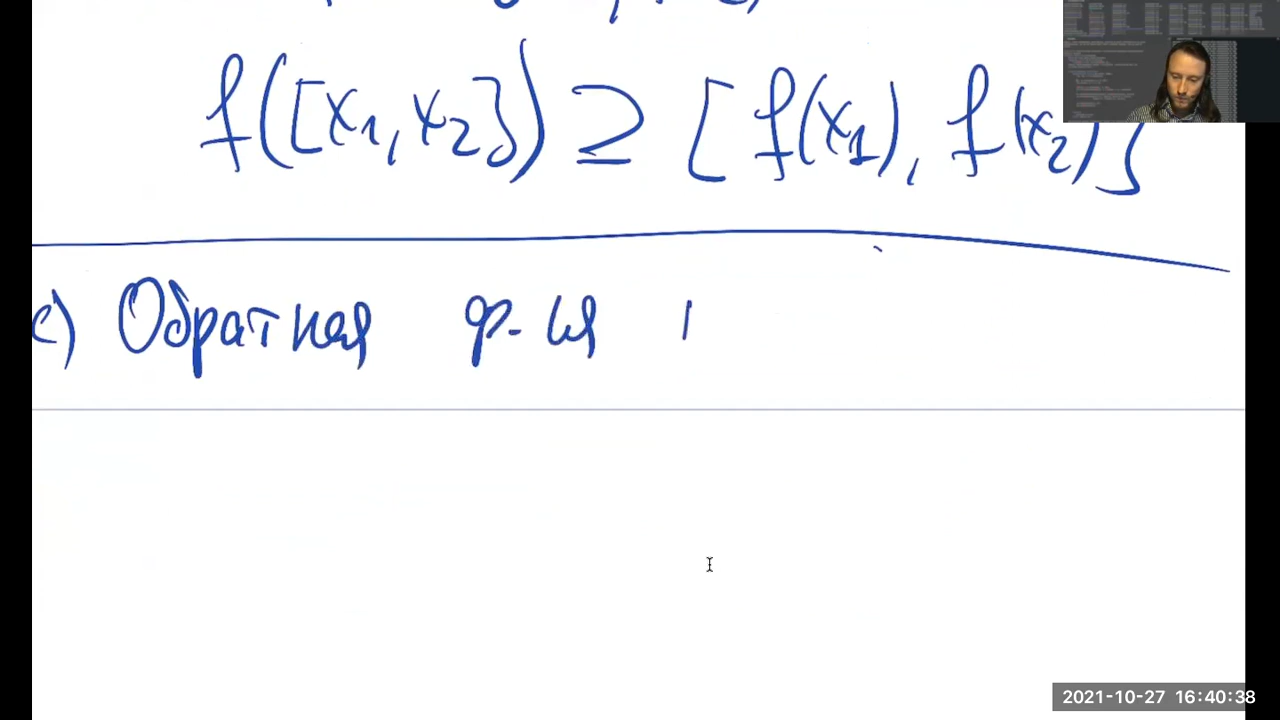 f([x₁, x₂]) ⊇ [f(x₁), f(x₂)]
c) Обратная ф-ия
2021-10-27 16:40:38